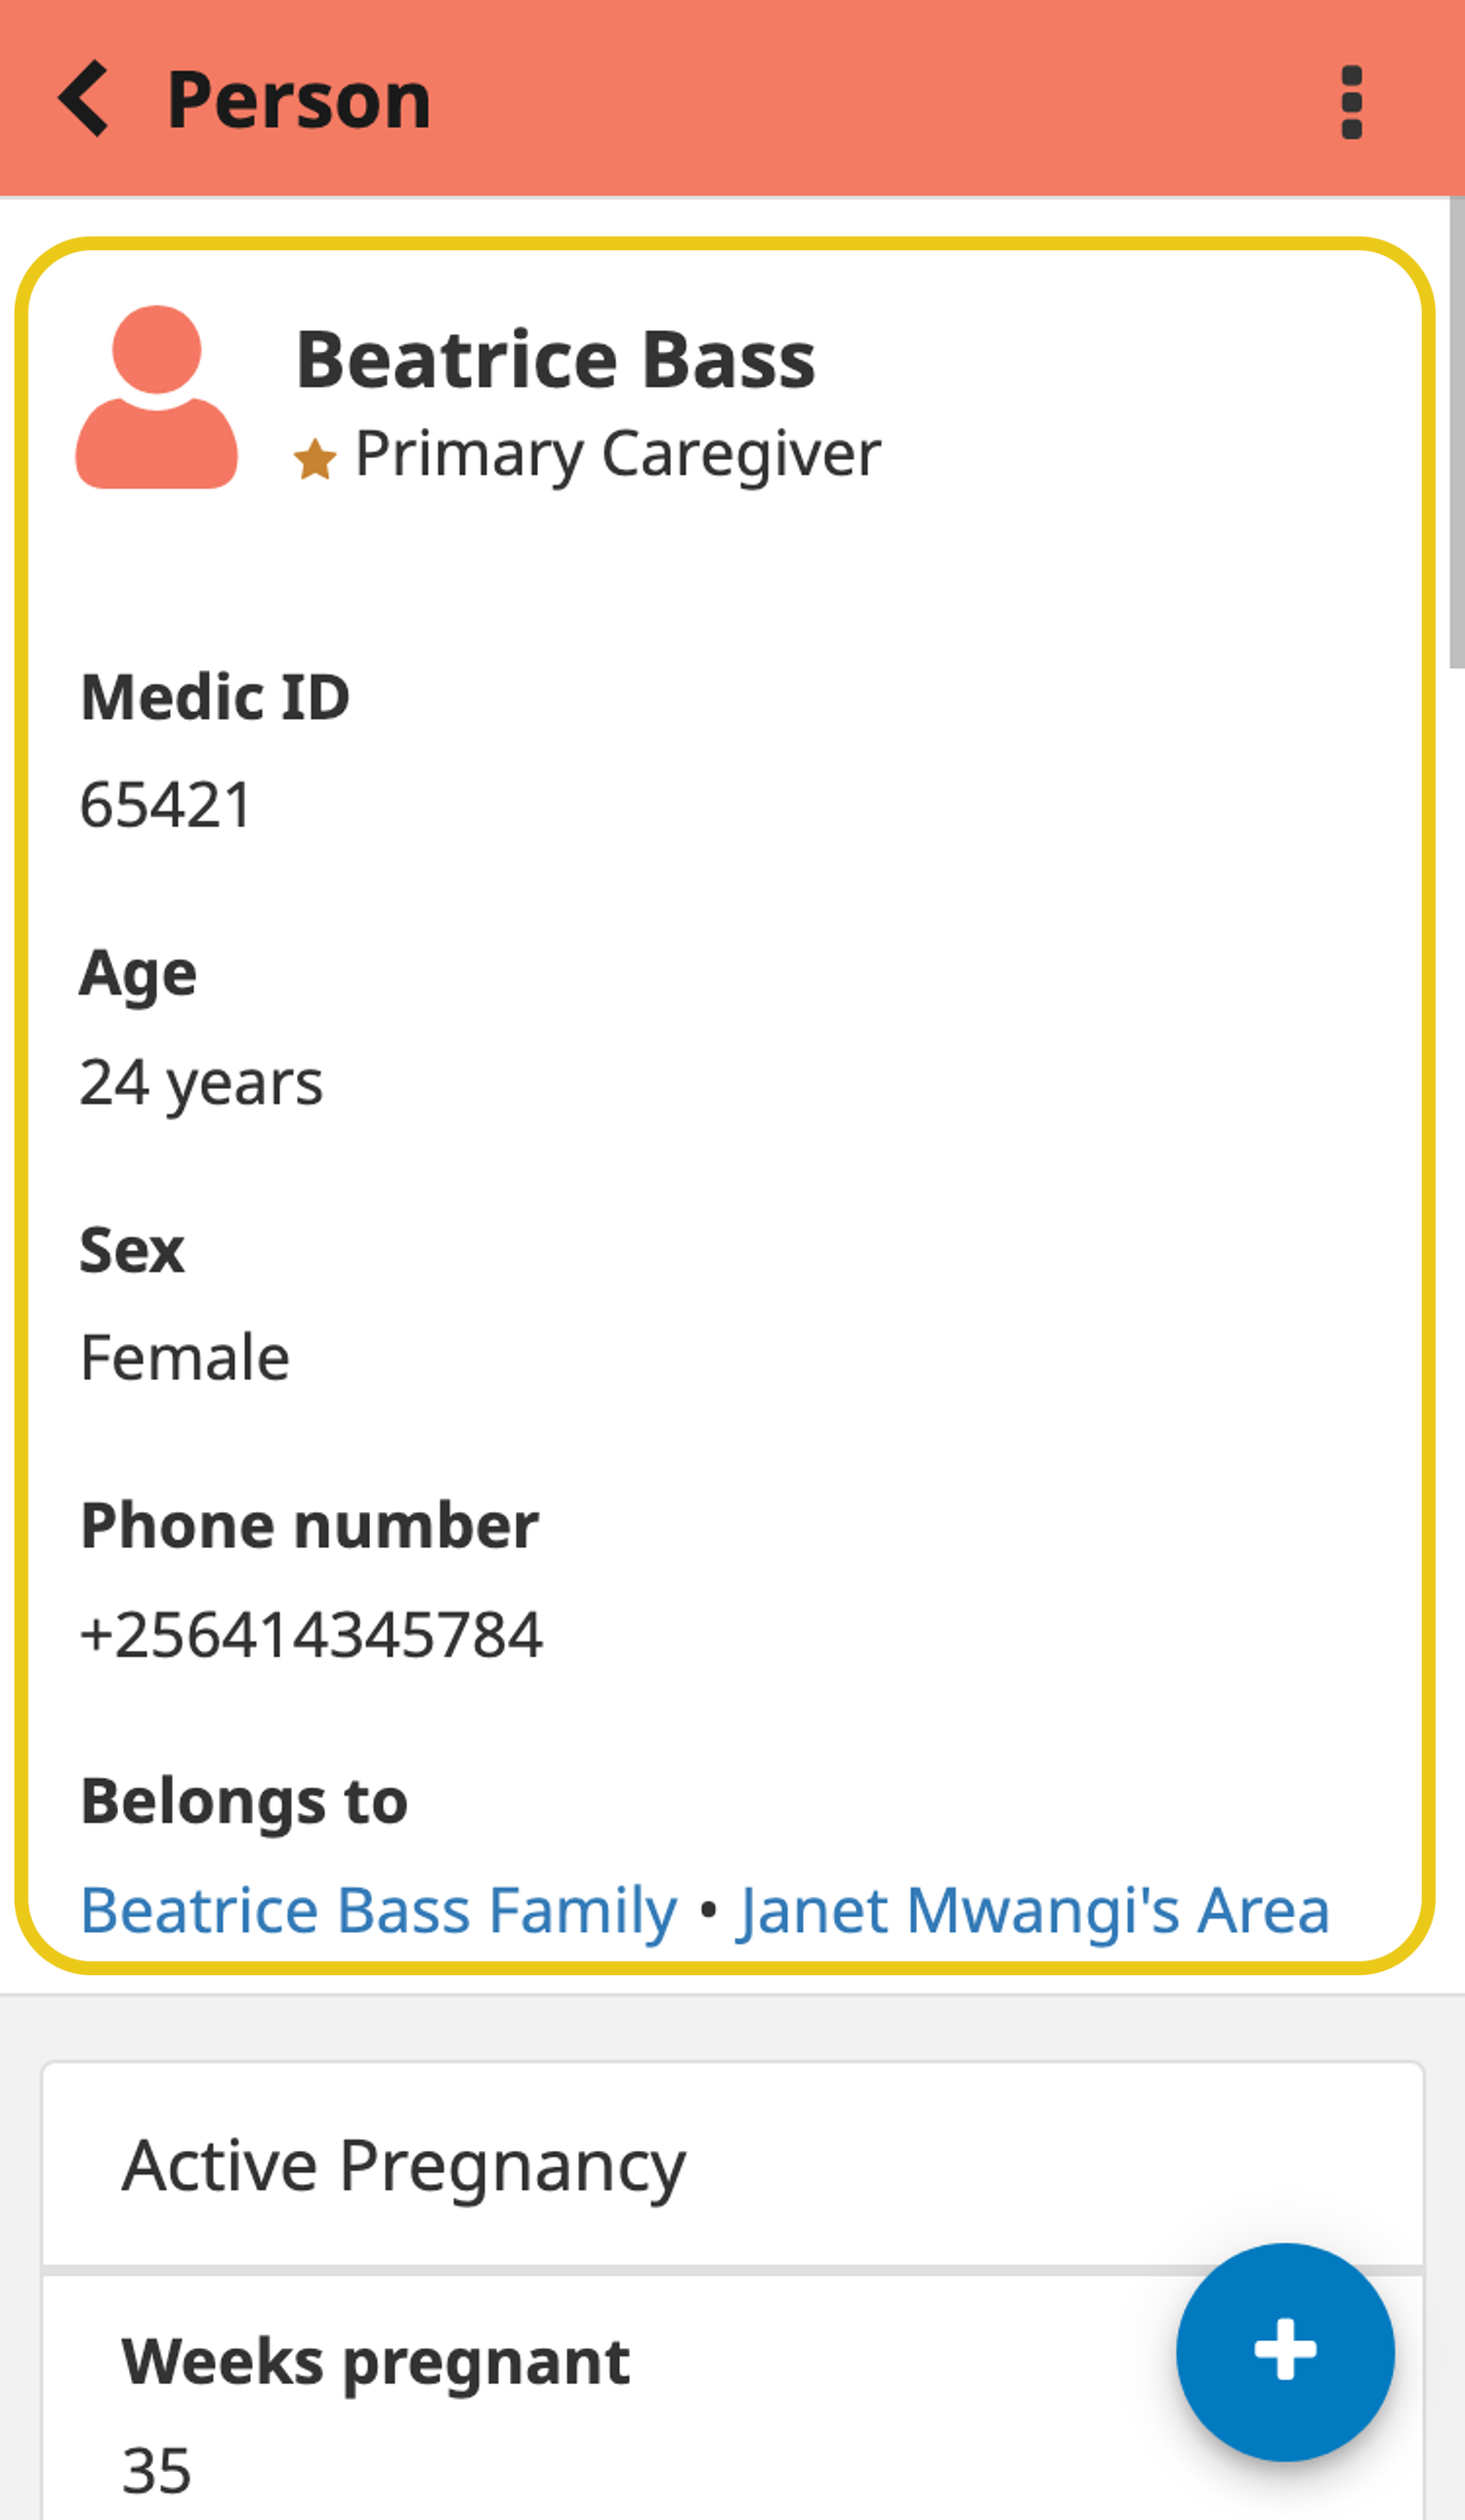 Person
Beatrice Bass
Primary Caregiver
Medic ID
65421
Age
24 years
Sex
Female
Phone number
+256414345784
Belongs to
Beatrice Bass Family • Janet Mwangi's Area
Active Pregnancy
Weeks pregnant
35